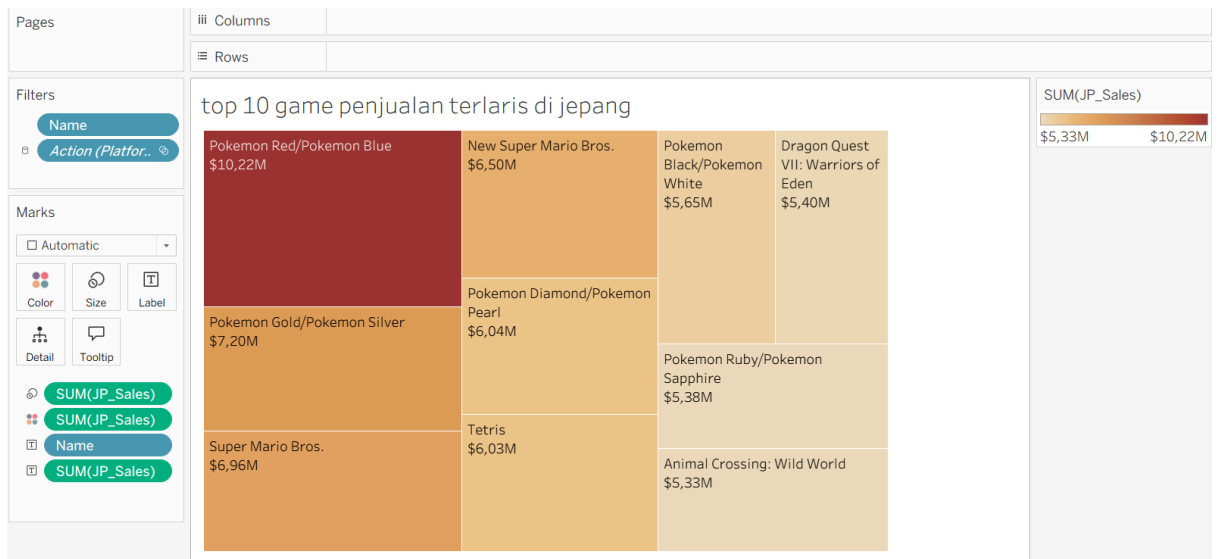 Pages
Columns
Rows
Filters
Name
Action (Platfor..
Marks
Automatic
Color
Size
Label
Detail
Tooltip
SUM(JP_Sales)
SUM(JP_Sales)
Name
SUM(JP_Sales)
top 10 game penjualan terlaris di jepang
Pokemon Red/Pokemon Blue
$10,22M
Pokemon Gold/Pokemon Silver
$7,20M
Super Mario Bros.
$6,96M
New Super Mario Bros.
$6,50M
Pokemon Diamond/Pokemon
Pearl
$6,04M
Tetris
$6,03M
Pokemon
Black/Pokemon
White
$5,65M
Dragon Quest
VII: Warriors of
Eden
$5,40M
Pokemon Ruby/Pokemon
Sapphire
$5,38M
Animal Crossing: Wild World
$5,33M
SUM(JP_Sales)
$5,33M $10,22M